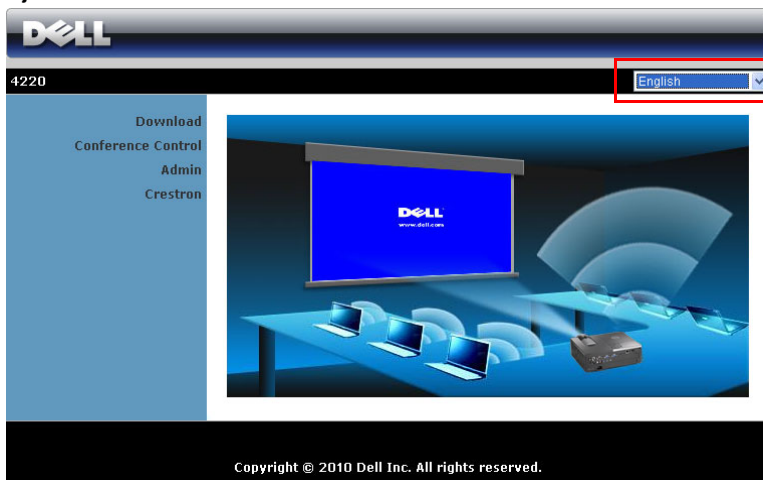 DELL
4220
English
Download
Conference Control
Admin
Crestron
DELL
www.dell.com
Copyright © 2010 Dell Inc. All rights reserved.